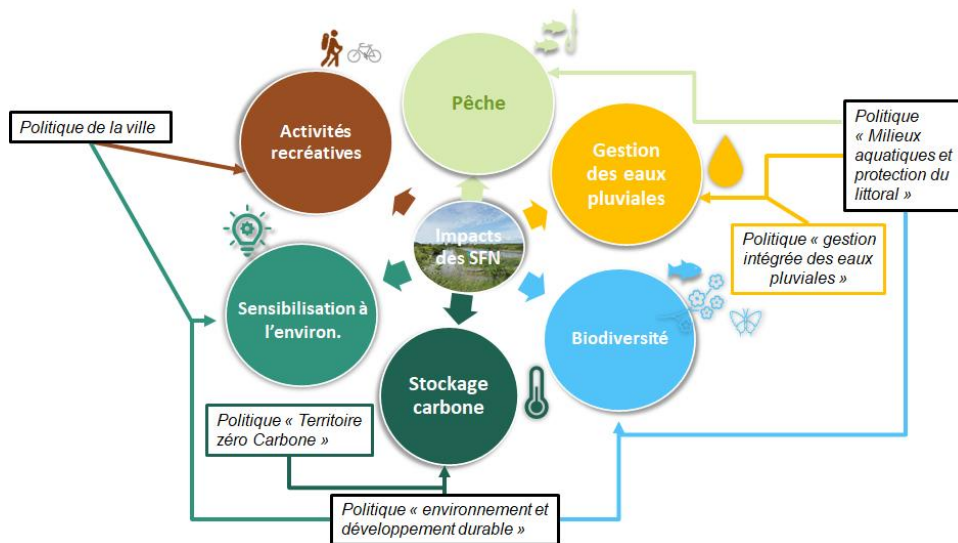 Pêche
Politique de la ville
Activités
récréatives
Gestion
des eaux
pluviales
Politique
« Milieux
aquatiques et
protection du
littoral »
Impacts
des SFN
Politique « gestion
intégrée des eaux
pluviales »
Sensibilisation à
l'environ.
Biodiversité
Stockage
carbone
Politique « Territoire
zéro Carbone »
Politique « environnement et
développement durable »